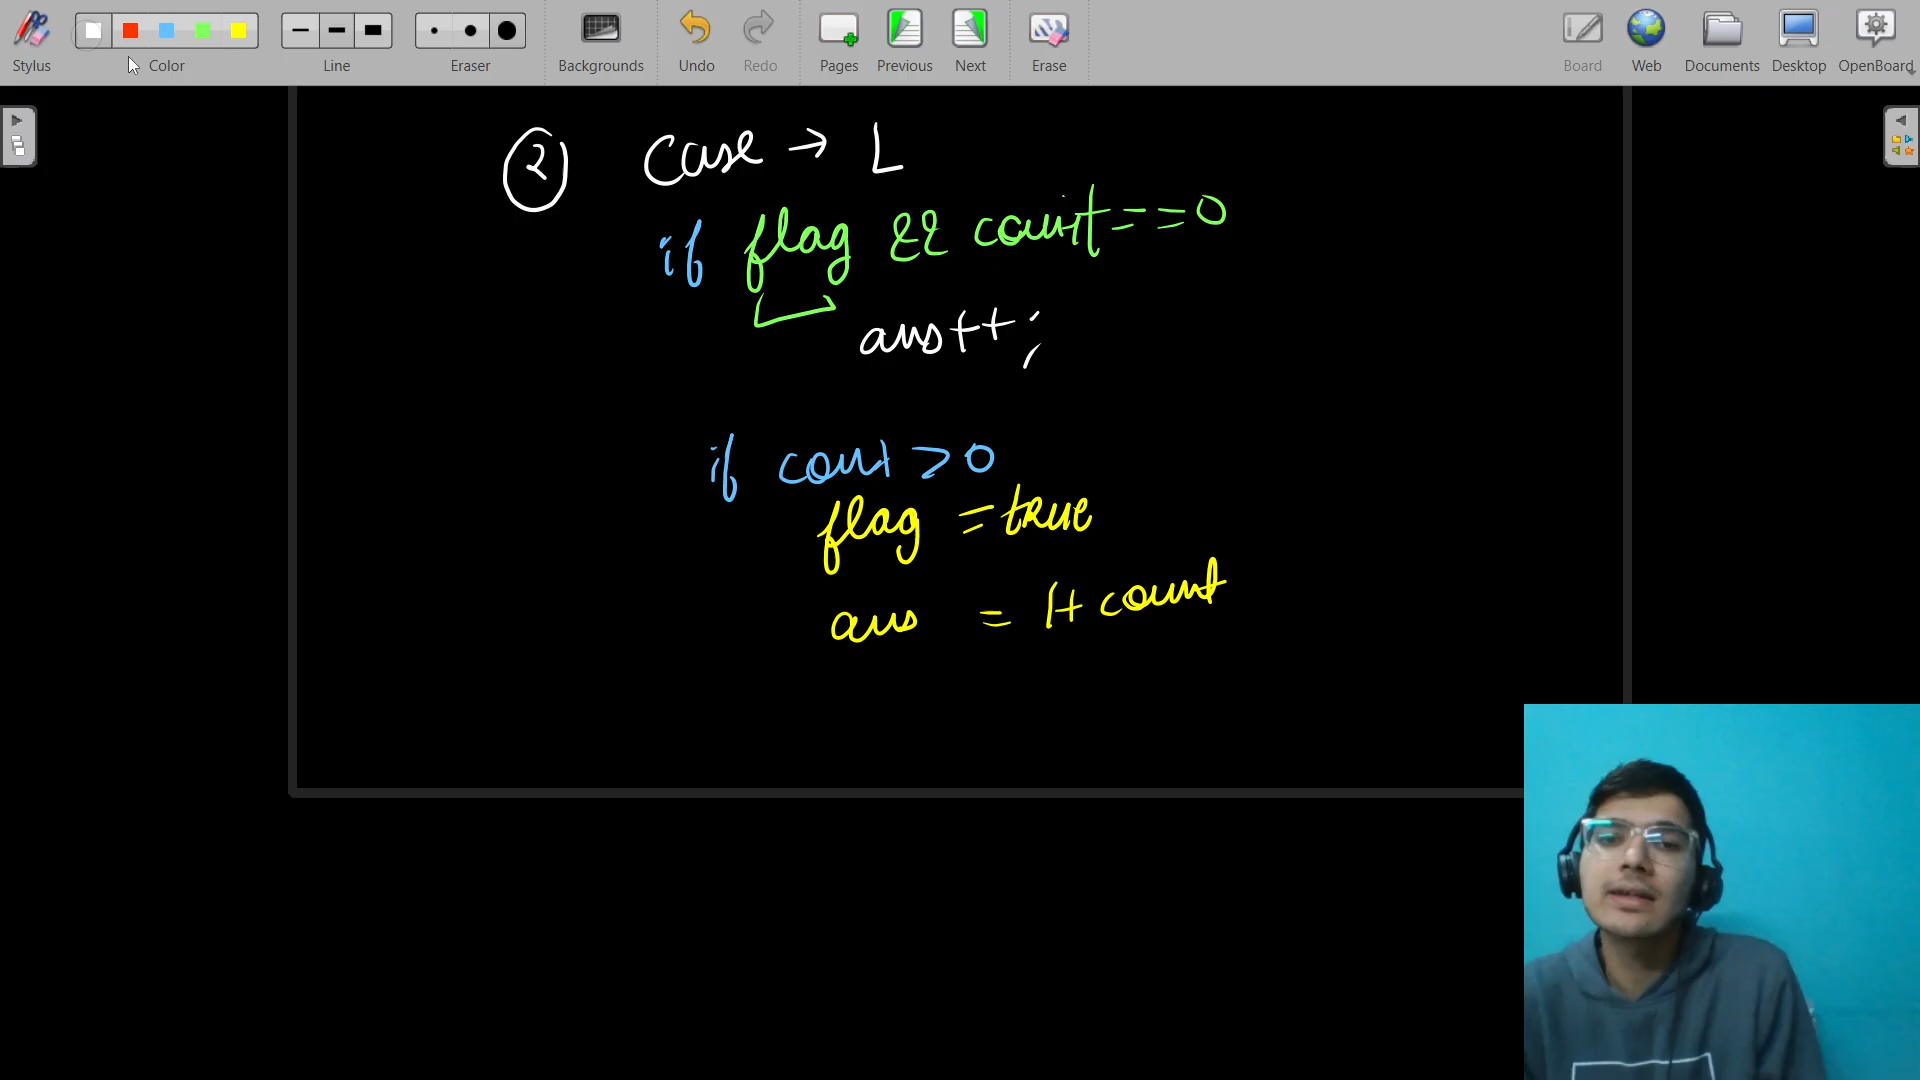 Stylus
Color
Line
Eraser
Backgrounds
Undo
Redo
Pages
Previous
Next
Erase
Board
Web
Documents
Desktop
OpenBoard
2 Case → L
if flag && count==0
ans++;
if count >0
flag =true
ans = 1+count